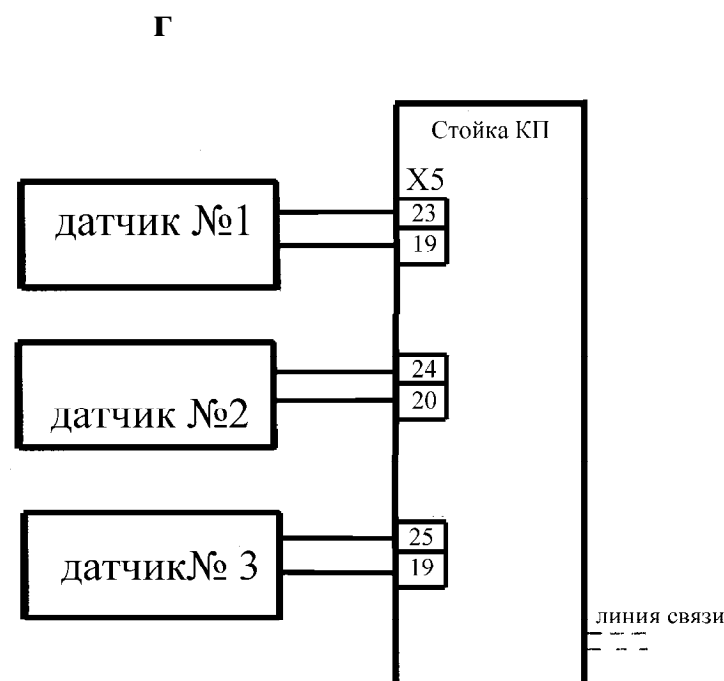 г
Стойка КП
X5
датчик №1
23
19
датчик №2
24
20
датчик№ 3
25
19
линия связи